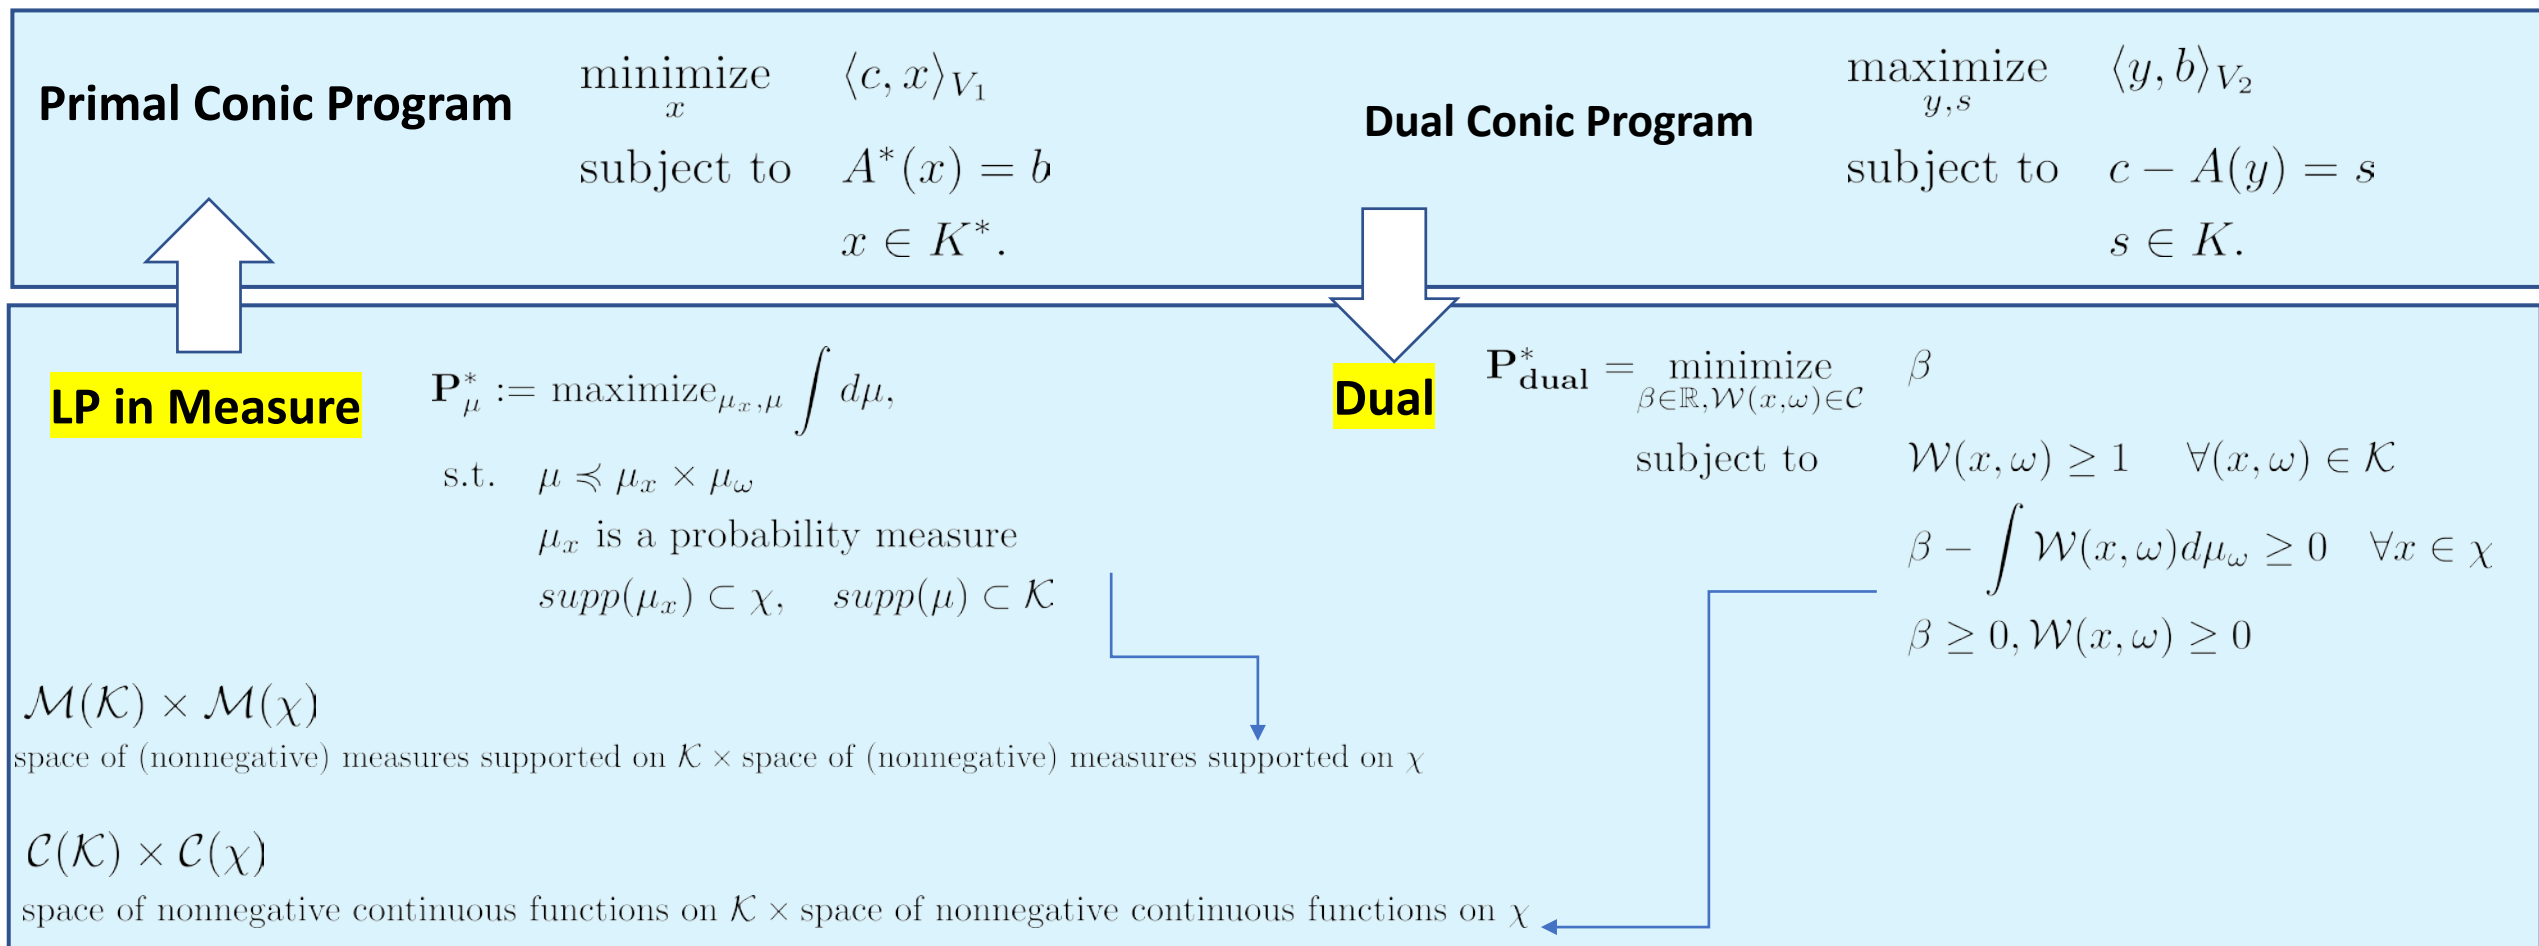 Primal Conic Program
minimize ⟨c, x⟩_{V_1}
x
subject to A*(x) = b
x ∈ K*.
Dual Conic Program
maximize ⟨y, b⟩_{V_2}
y,s
subject to c − A(y) = s
s ∈ K.
LP in Measure
P*_μ := maximize_{μ_x,μ} ∫ dμ,
s.t. μ ≼ μ_x × μ_ω
μ_x is a probability measure
supp(μ_x) ⊂ χ, supp(μ) ⊂ 𝒦
Dual
P*_dual = minimize β
β∈ℝ,𝒲(x,ω)∈𝒞
subject to 𝒲(x, ω) ≥ 1 ∀(x, ω) ∈ 𝒦
β − ∫ 𝒲(x, ω)dμ_ω ≥ 0 ∀x ∈ χ
β ≥ 0, 𝒲(x, ω) ≥ 0
ℳ(𝒦) × ℳ(χ)
space of (nonnegative) measures supported on 𝒦 × space of (nonnegative) measures supported on χ
𝒞(𝒦) × 𝒞(χ)
space of nonnegative continuous functions on 𝒦 × space of nonnegative continuous functions on χ